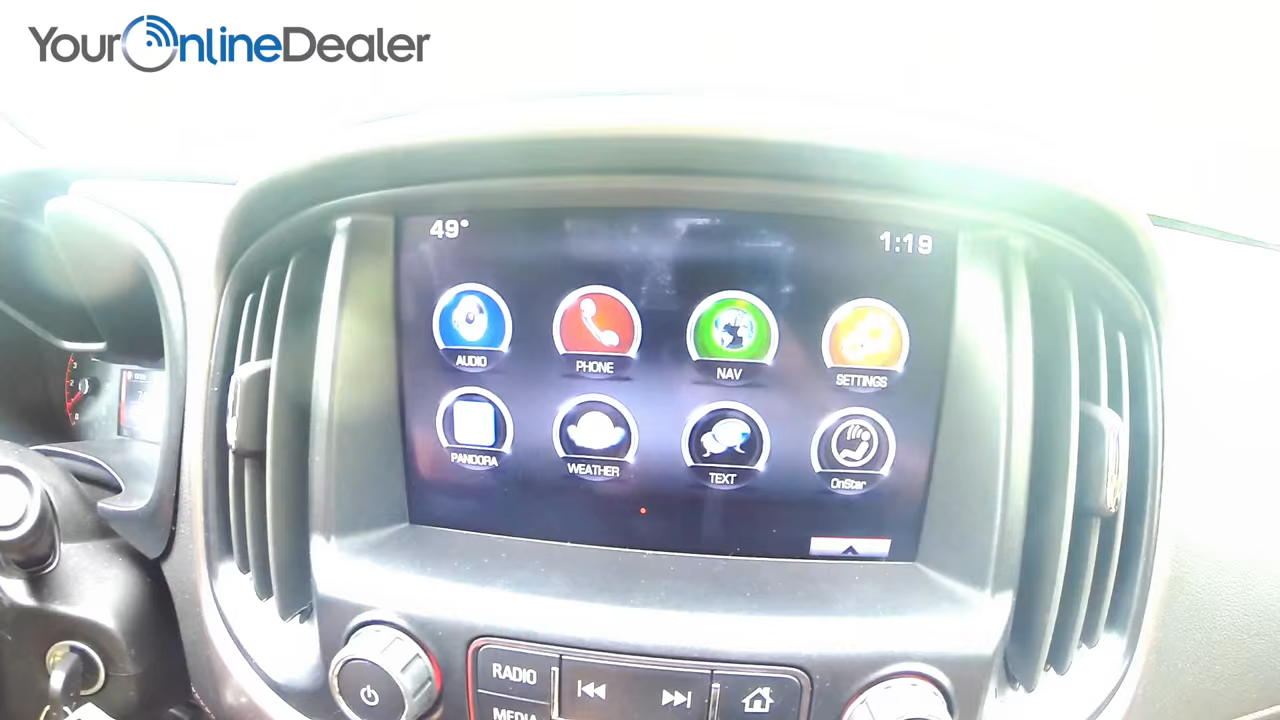 YourOnlineDealer
49°
1:19
AUDIO
PHONE
NAV
SETTINGS
PANDORA
WEATHER
TEXT
OnStar
RADIO
MEDIA